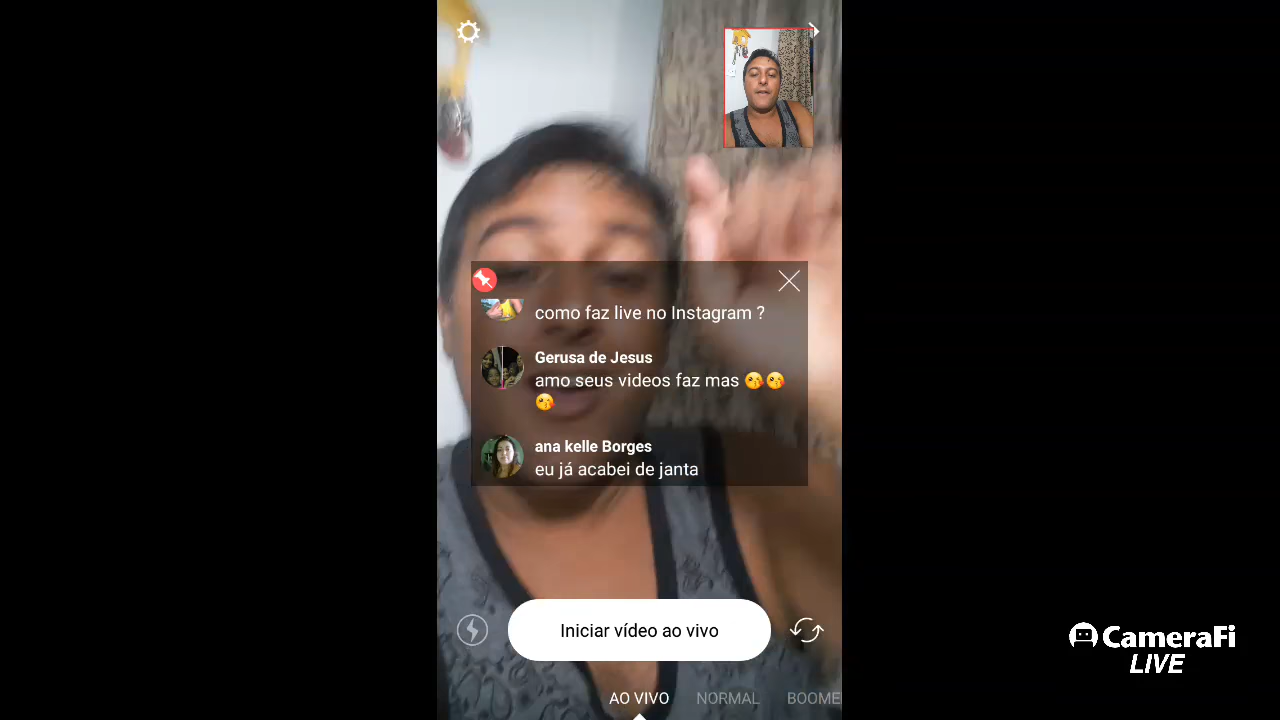 como faz live no Instagram ?
Gerusa de Jesus
amo seus videos faz mas 😘😘
😘
ana kelle Borges
eu já acabei de janta
Iniciar vídeo ao vivo
AO VIVO NORMAL BOOME
CameraFi
LIVE